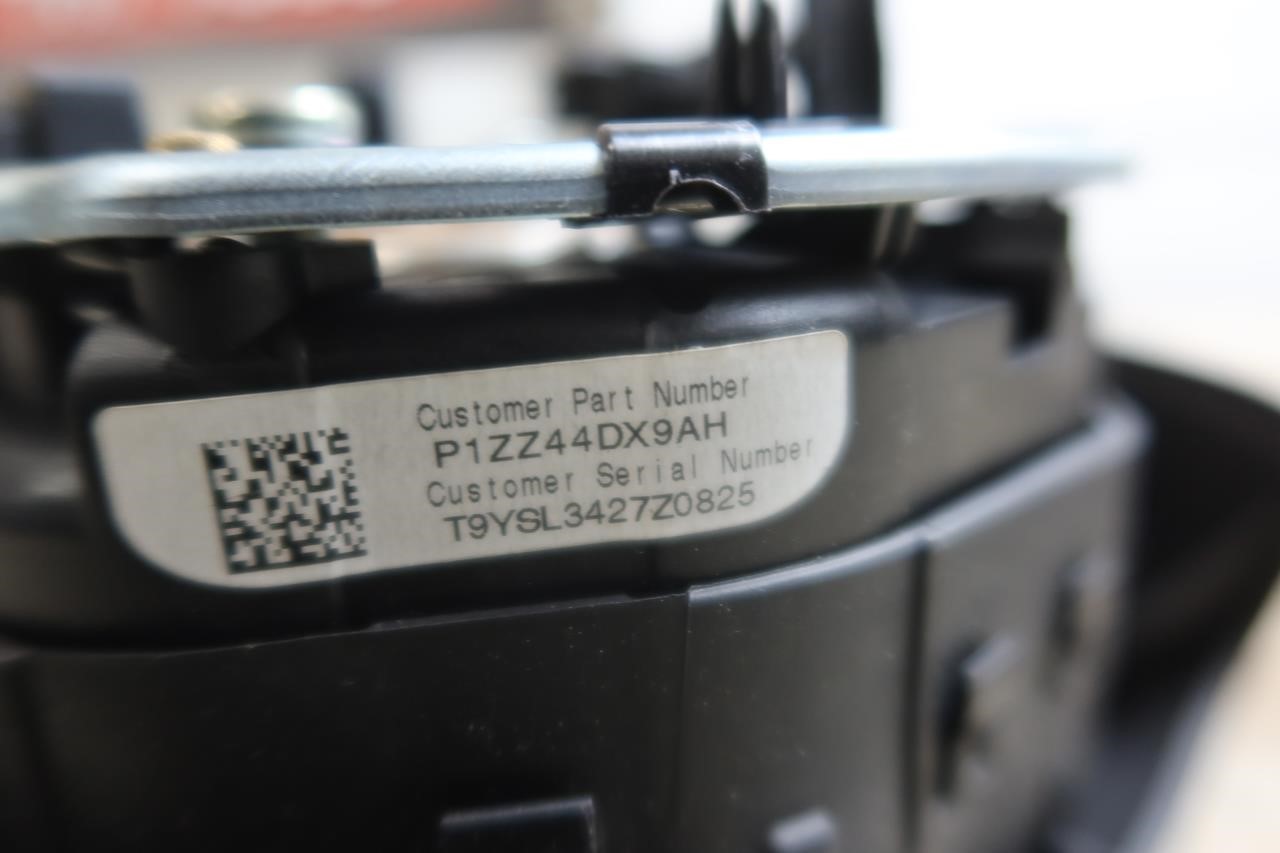 Customer Part Number
P1ZZ44DX9AH
Customer Serial Number
T9YSL3427Z0825